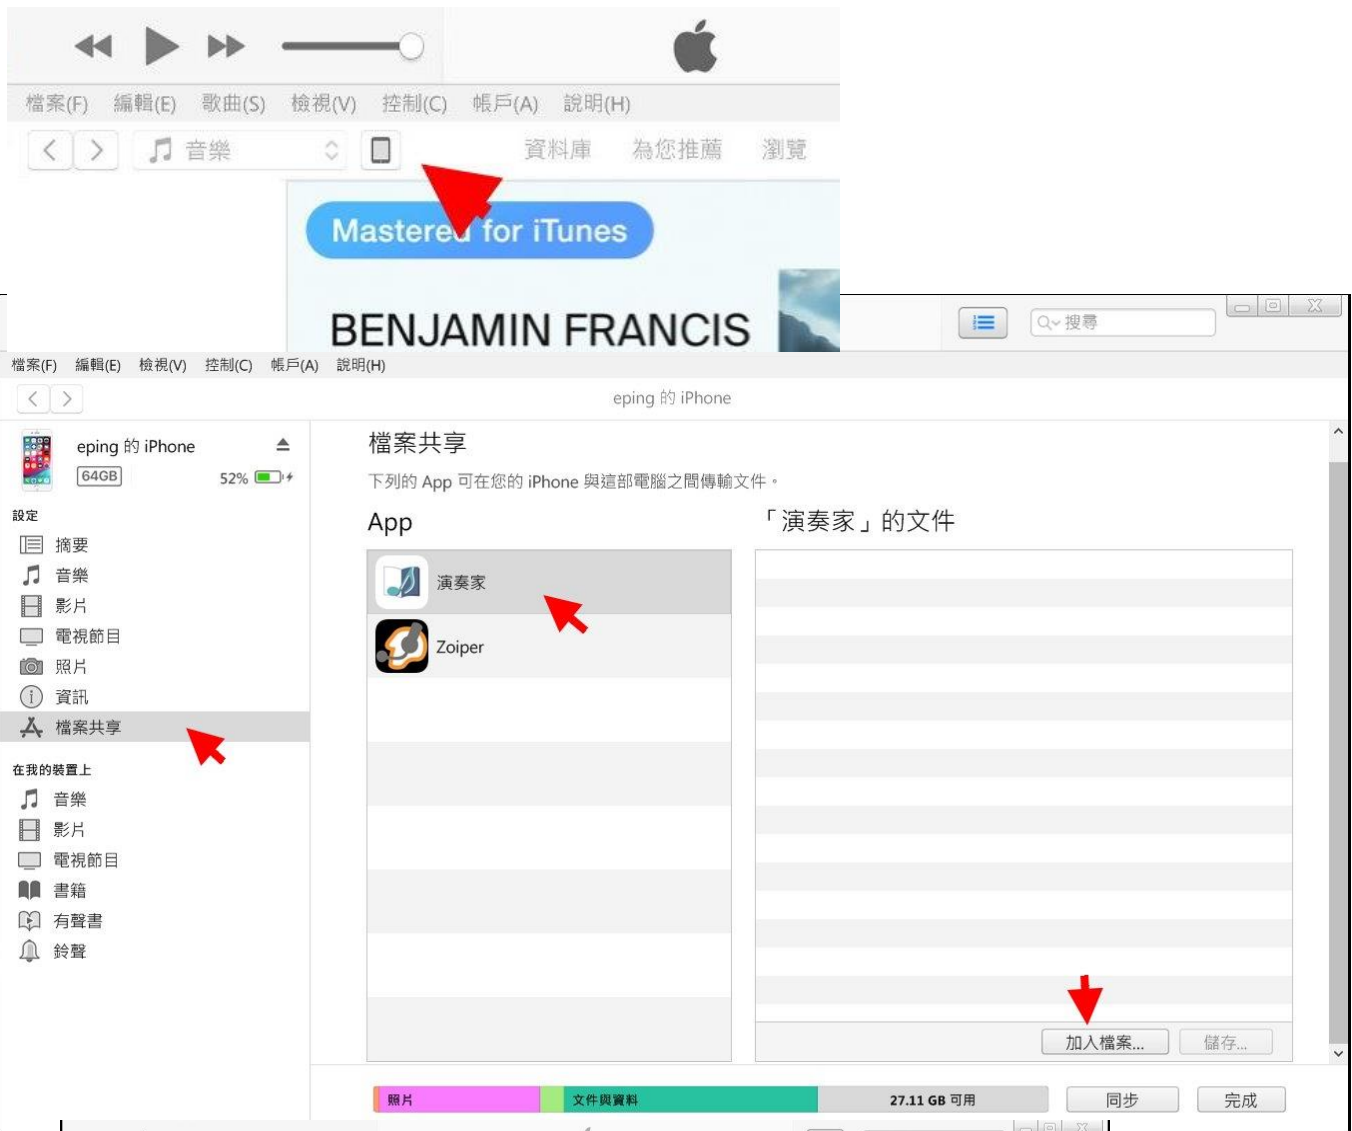 檔案(F) 編輯(E) 歌曲(S) 檢視(V) 控制(C) 帳戶(A) 說明(H)
音樂 資料庫 為您推薦 瀏覽
Mastered for iTunes
BENJAMIN FRANCIS
搜尋
檔案(F) 編輯(E) 檢視(V) 控制(C) 帳戶(A) 說明(H)
eping 的 iPhone
eping 的 iPhone
64GB 52%
設定
摘要
音樂
影片
電視節目
照片
資訊
檔案共享
在我的裝置上
音樂
影片
電視節目
書籍
有聲書
鈴聲
檔案共享
下列的 App 可在您的 iPhone 與這部電腦之間傳輸文件。
App
演奏家
Zoiper
「演奏家」的文件
加入檔案... 儲存...
照片 文件與資料 27.11 GB 可用 同步 完成